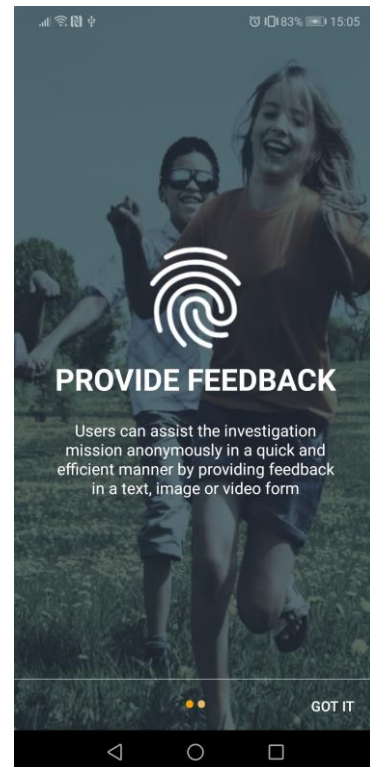 83% 15:05
PROVIDE FEEDBACK
Users can assist the investigation
mission anonymously in a quick and
efficient manner by providing feedback
in a text, image or video form
GOT IT